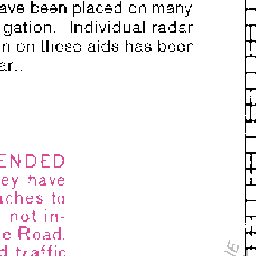 ave been placed on many
gation. Individual radar
n on these aids has been
ar..
ENDED
ey have
aches to
not in-
e Road.
d traffic